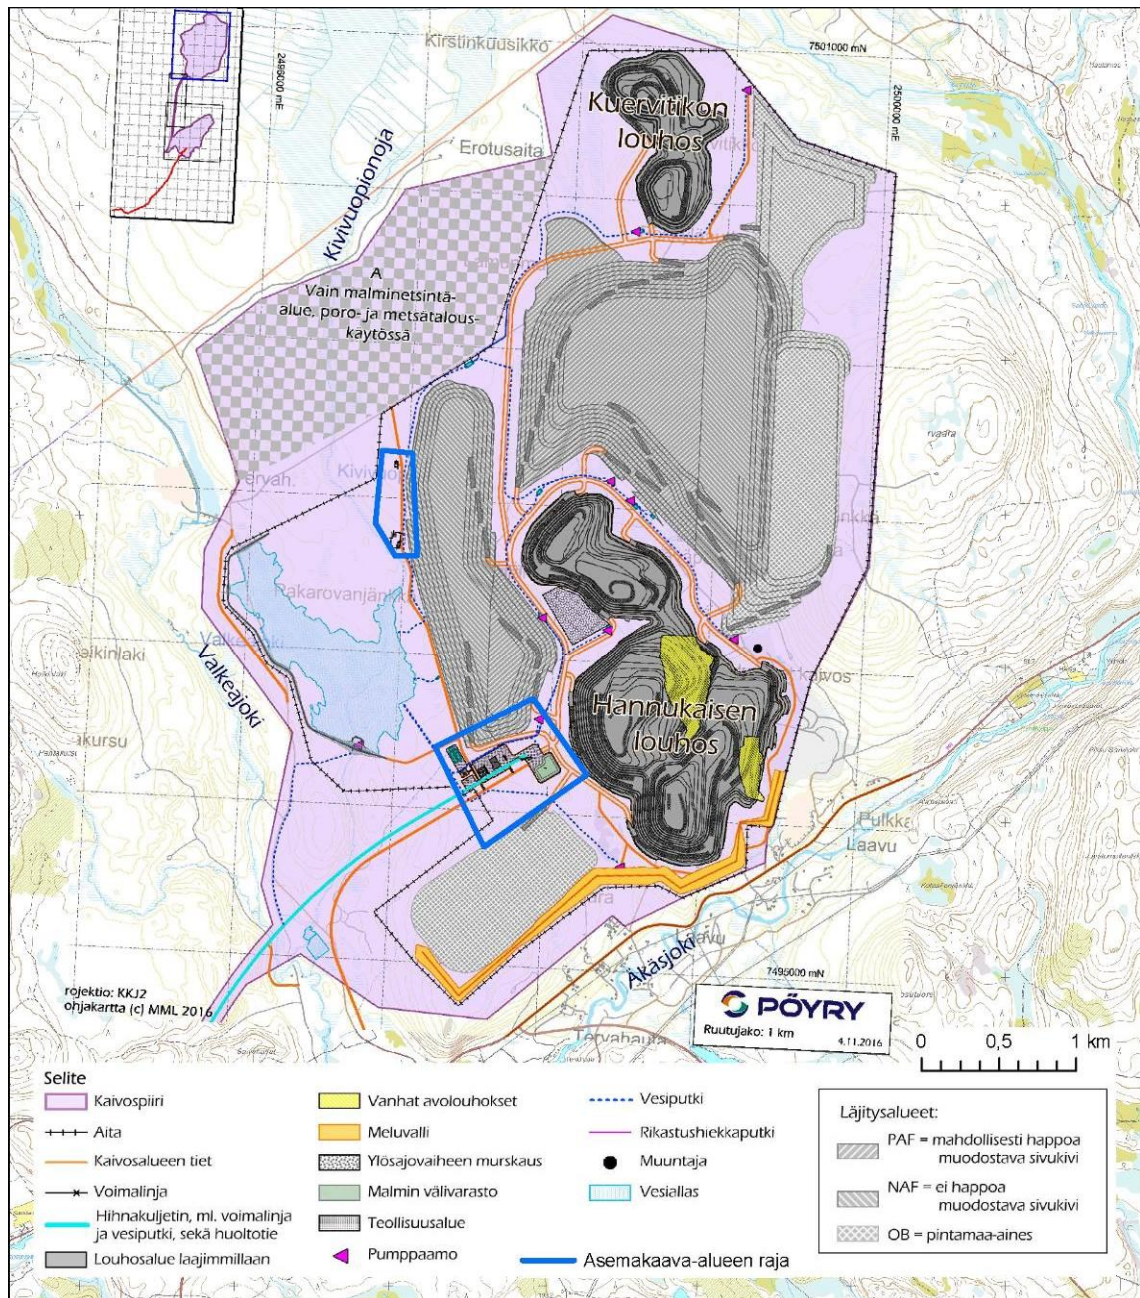 Kirstinkuusikko
7501000 mN
2496000 mE
2500000 mE
Kuervitikon
louhos
Erotusaita
Kivivuopionoja
A
Vain malminetsintä-
alue, poro- ja metsätalous-
käytössä
Rakarovanjänkk
Valkeajoki
Hannukaisen
louhos
kaivos
Pulkka
Laavu
Äkäsjoki
7495000 mN
rojektio: KKJ2
ohjakartta (c) MML 2016
PÖYRY
Ruutujako: 1 km
4.11.2016
Tervahauta
0 0,5 1 km
Selite
Kaivospiiri
Aita
Kaivosalueen tiet
Voimalinja
Hihnakuljetin, ml. voimalinja
ja vesiputki, sekä huoltotie
Louhosalue laajimmillaan
Vanhat avolouhokset
Meluvalli
Ylösajovaiheen murskaus
Malmin välivarasto
Teollisuusalue
Pumppaamo
Vesiputki
Rikastushiekkaputki
Muuntaja
Vesiallas
Asemakaava-alueen raja
Läjitysalueet:
PAF = mahdollisesti happoa
muodostava sivukivi
NAF = ei happoa
muodostava sivukivi
OB = pintamaa-aines